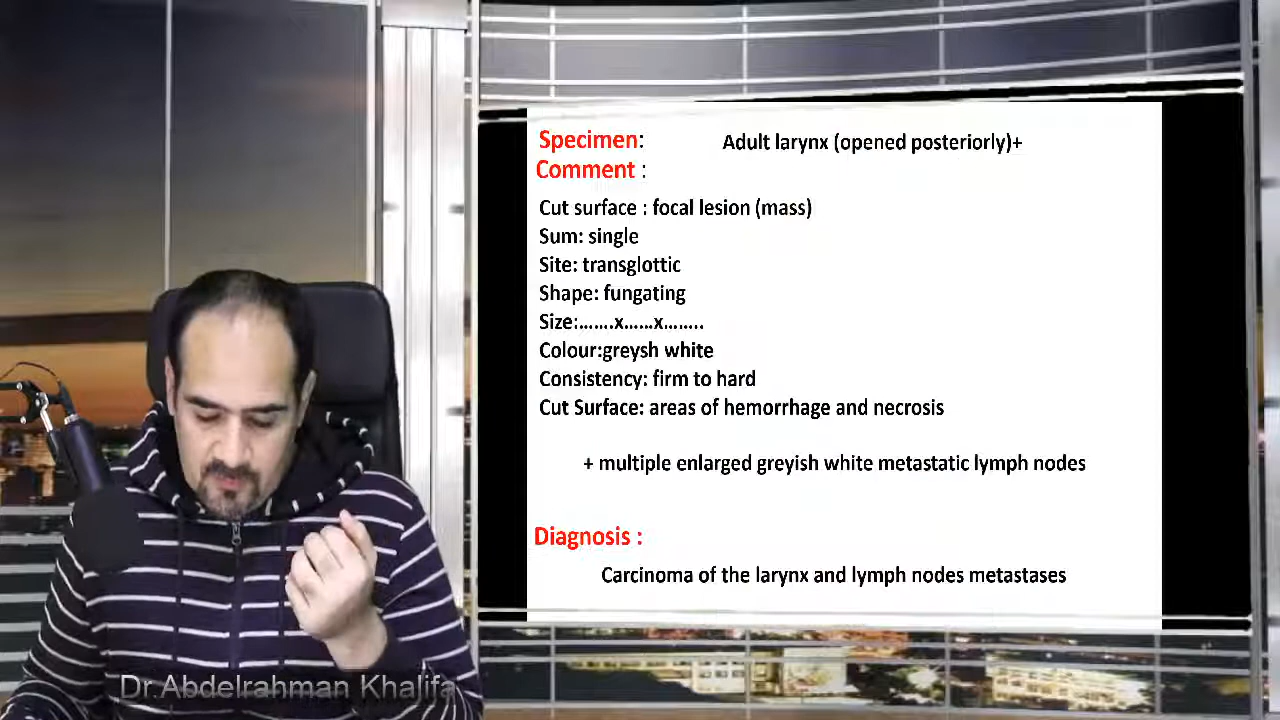 Specimen: Adult larynx (opened posteriorly)+
Comment :
Cut surface : focal lesion (mass)
Sum: single
Site: transglottic
Shape: fungating
Size:…….x……x……..
Colour:greysh white
Consistency: firm to hard
Cut Surface: areas of hemorrhage and necrosis
+ multiple enlarged greyish white metastatic lymph nodes
Diagnosis :
Carcinoma of the larynx and lymph nodes metastases
Dr.Abdelrahman Khalifa